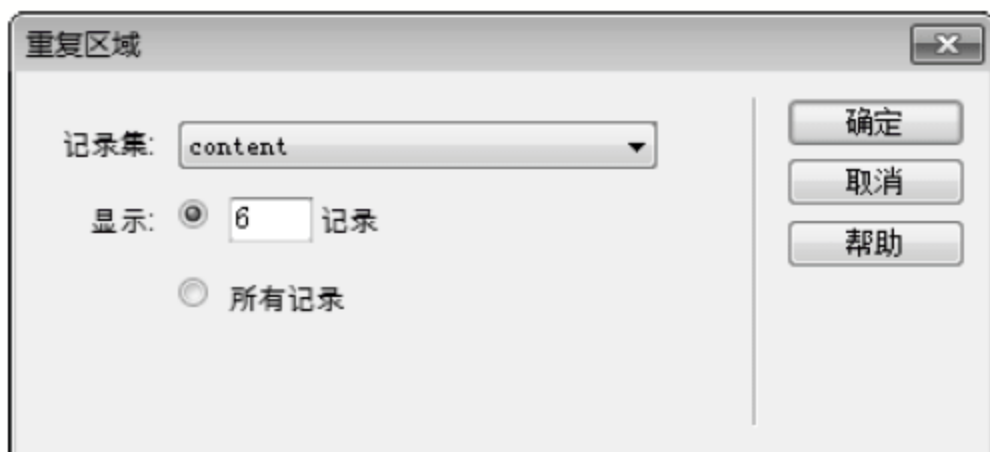 重复区域
记录集: content
显示: 6 记录
所有记录
确定
取消
帮助